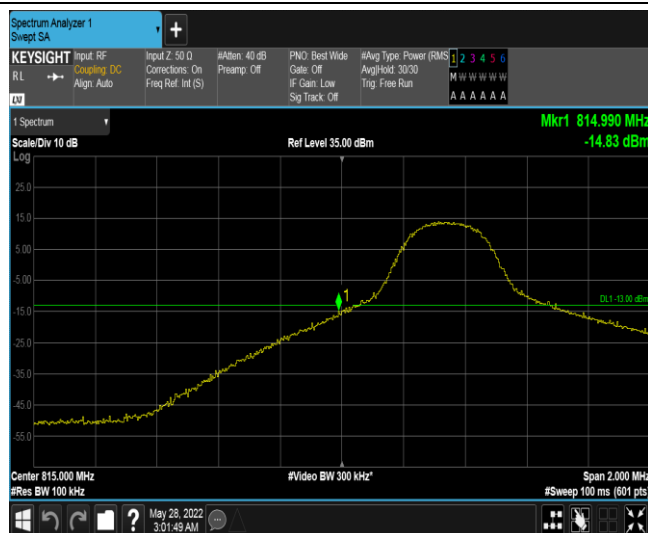 Spectrum Analyzer 1
Swept SA
+
KEYSIGHT
RL
LXI
Input: RF
Coupling: DC
Align: Auto
Input Z: 50 Ω
Corrections: On
Freq Ref: Int (S)
#Atten: 40 dB
Preamp: Off
PNO: Best Wide
Gate: Off
IF Gain: Low
Sig Track: Off
#Avg Type: Power (RMS
Avg|Hold: 30/30
Trig: Free Run
1 2 3 4 5 6
M W W W W W
A A A A A A
1 Spectrum
Mkr1 814.990 MHz
Scale/Div 10 dB
Ref Level 35.00 dBm
-14.83 dBm
Log
25.0
15.0
5.00
-5.00
1
DL1 -13.00 dBm
-15.0
-25.0
-35.0
-45.0
-55.0
Center 815.000 MHz
#Video BW 300 kHz*
Span 2.000 MHz
#Res BW 100 kHz
#Sweep 100 ms (601 pts)
?
May 28, 2022
3:01:49 AM